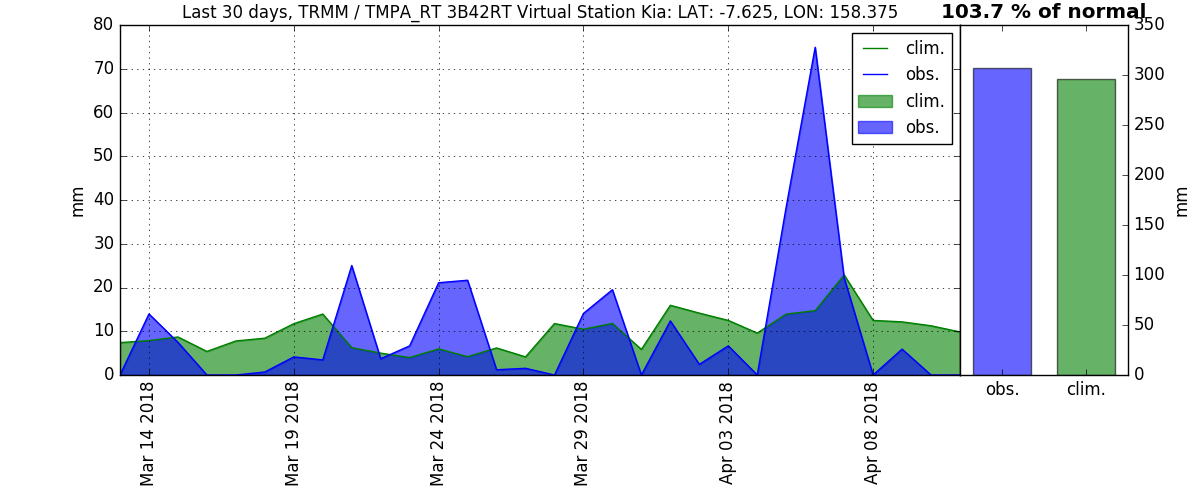 Last 30 days, TRMM / TMPA_RT 3B42RT Virtual Station Kia: LAT: -7.625, LON: 158.375
103.7 % of normal
80
70
60
50
40
30
20
10
0
mm
clim.
obs.
clim.
obs.
Mar 14 2018
Mar 19 2018
Mar 24 2018
Mar 29 2018
Apr 03 2018
Apr 08 2018
350
300
250
200
150
100
50
0
mm
obs.
clim.